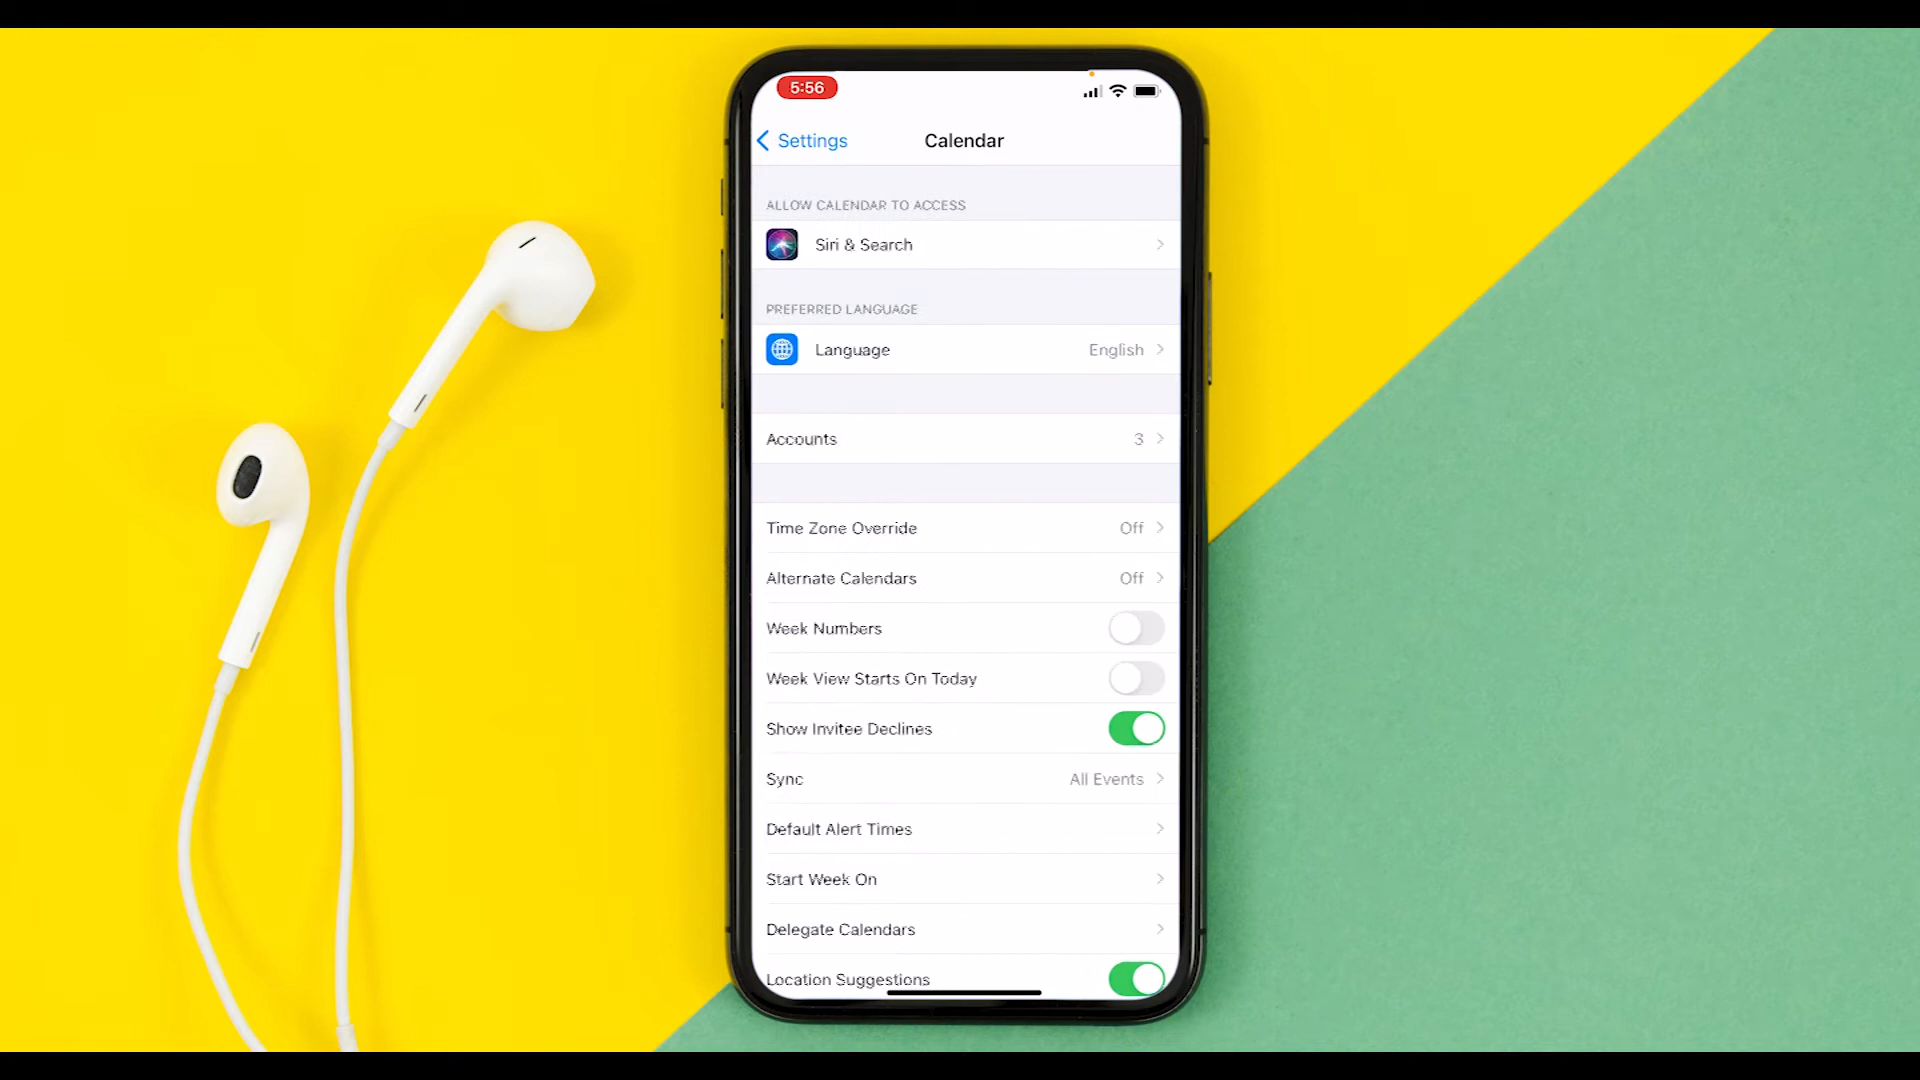 5:56
Settings
Calendar
ALLOW CALENDAR TO ACCESS
Siri & Search
PREFERRED LANGUAGE
Language English
Accounts 3
Time Zone Override Off
Alternate Calendars Off
Week Numbers
Week View Starts On Today
Show Invitee Declines
Sync All Events
Default Alert Times
Start Week On
Delegate Calendars
Location Suggestions